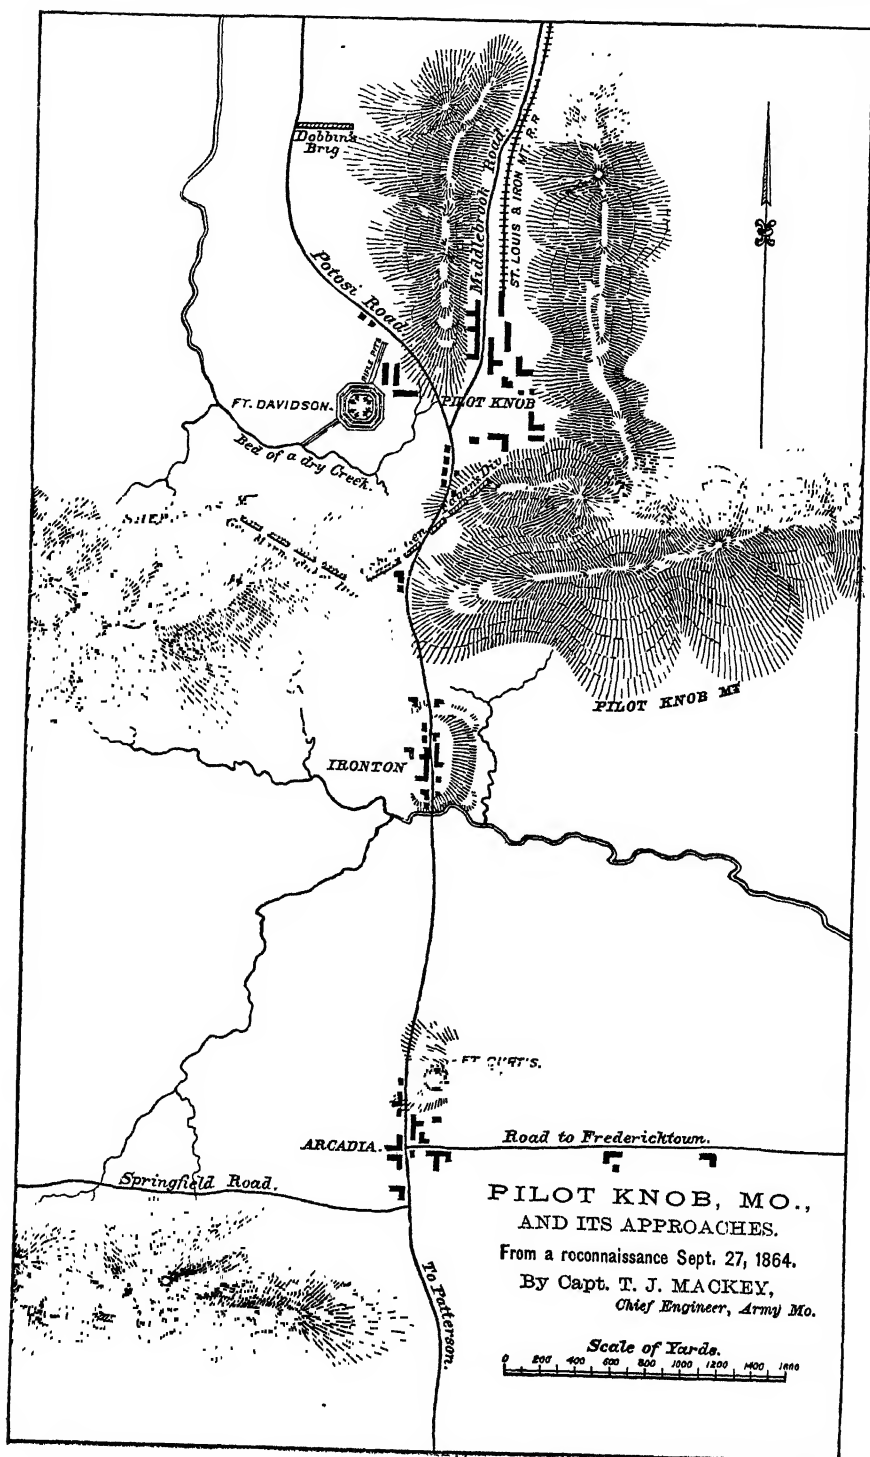 Dobbin's
Brig
Middlebrook Road.
ST. LOUIS & IRON MT. R.R
Potosi Road.
RIFLE PITS
FT. DAVIDSON.
PILOT KNOB
Bed of a dry Creek.
Div
PILOT KNOB MT
IRONTON
ARCADIA.
Road to Fredericktown.
Springfield Road.
To Patterson.
PILOT KNOB, MO.,
AND ITS APPROACHES.
From a roconnaissance Sept. 27, 1864.
By Capt. T. J. MACKEY,
Chief Engineer, Army Mo.
Scale of Yards.
0 200 400 600 800 1000 1200 1400 1600